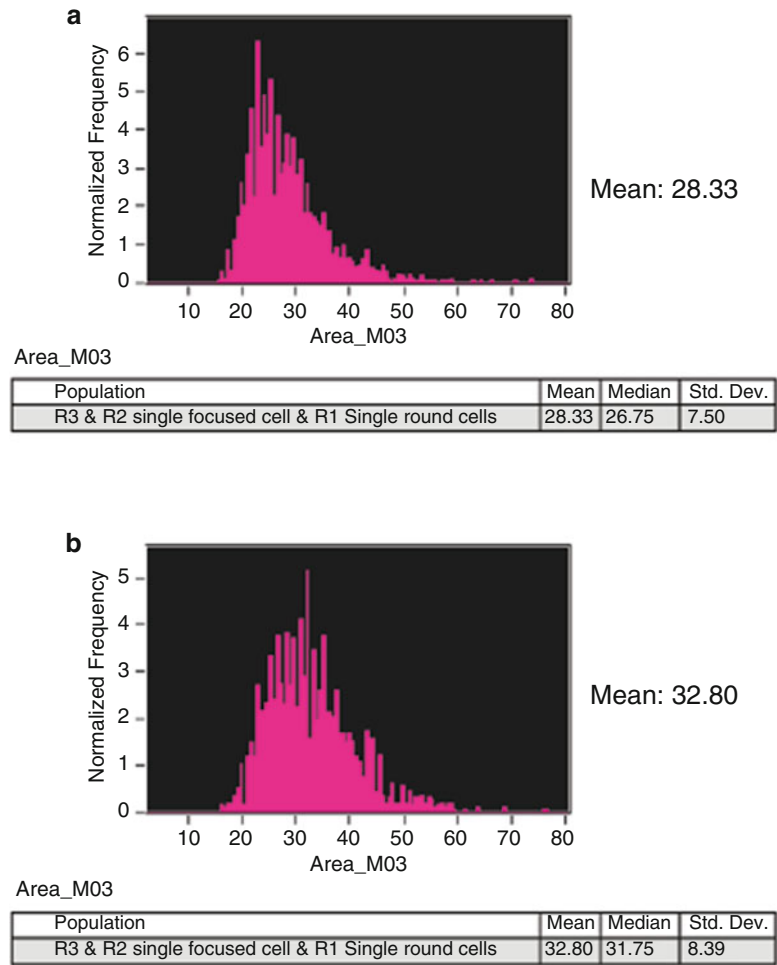 a
Normalized Frequency
6
5
4
3
2
1
0
10 20 30 40 50 60 70 80
Area_M03
Mean: 28.33
Area_M03
Population Mean Median Std. Dev.
R3 & R2 single focused cell & R1 Single round cells 28.33 26.75 7.50
b
Normalized Frequency
5
4
3
2
1
0
10 20 30 40 50 60 70 80
Area_M03
Mean: 32.80
Area_M03
Population Mean Median Std. Dev.
R3 & R2 single focused cell & R1 Single round cells 32.80 31.75 8.39